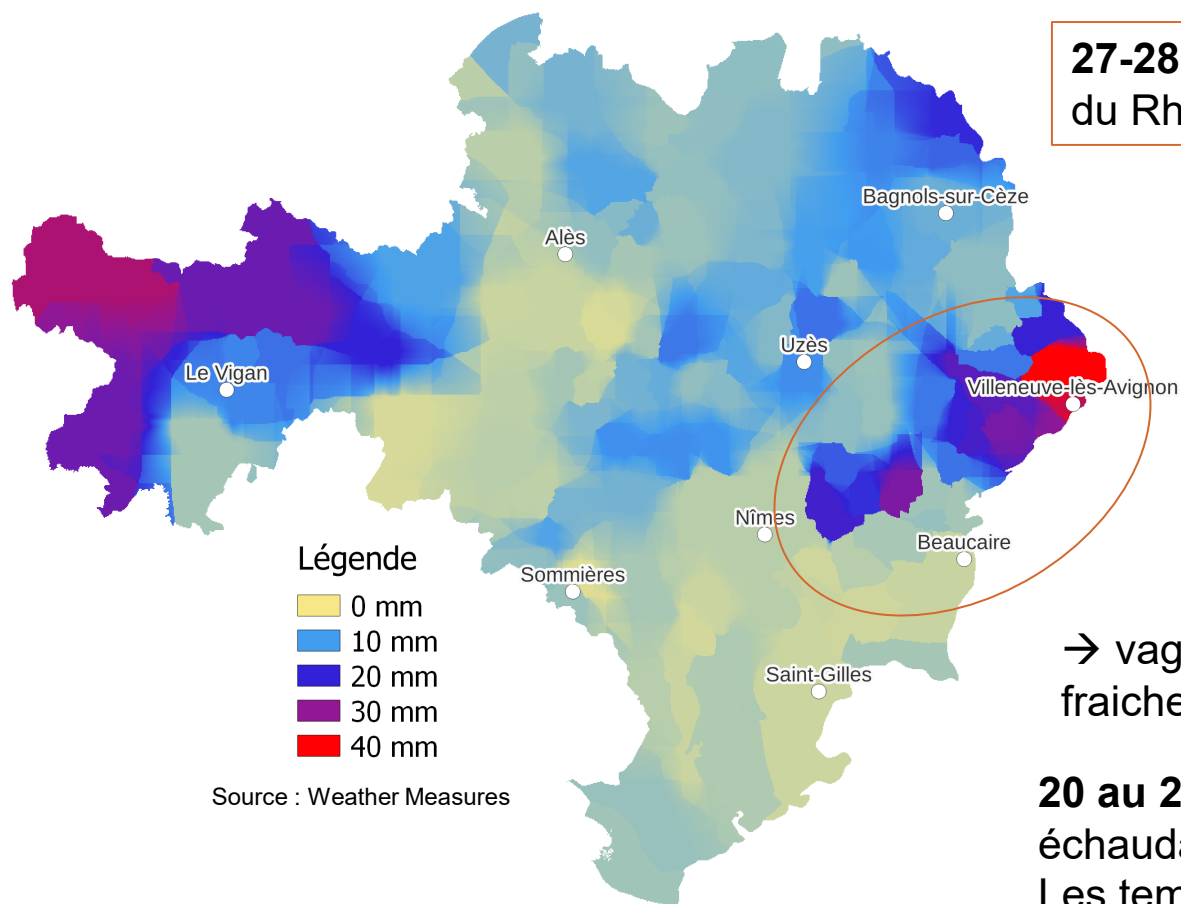 27-28
du Rh
Bagnols-sur-Cèze
Alès
Uzès
Le Vigan
Villeneuve-lès-Avignon
Nîmes
Beaucaire
Légende
Sommières
0 mm
10 mm
20 mm
30 mm
40 mm
Saint-Gilles
→ vag
fraiche
Source : Weather Measures
20 au 2
échauda
Les tem